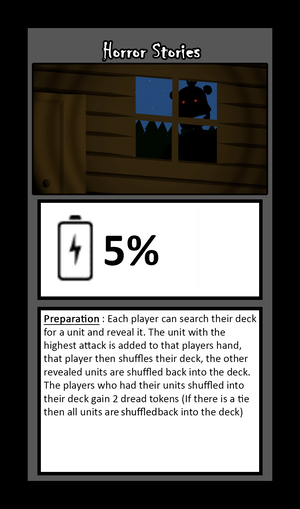 Horror Stories
5%
Preparation : Each player can search their deck
for a unit and reveal it. The unit with the
highest attack is added to that players hand,
that player then shuffles their deck, the other
revealed units are shuffled back into the deck.
The players who had their units shuffled into
their deck gain 2 dread tokens (If there is a tie
then all units are shuffledback into the deck)